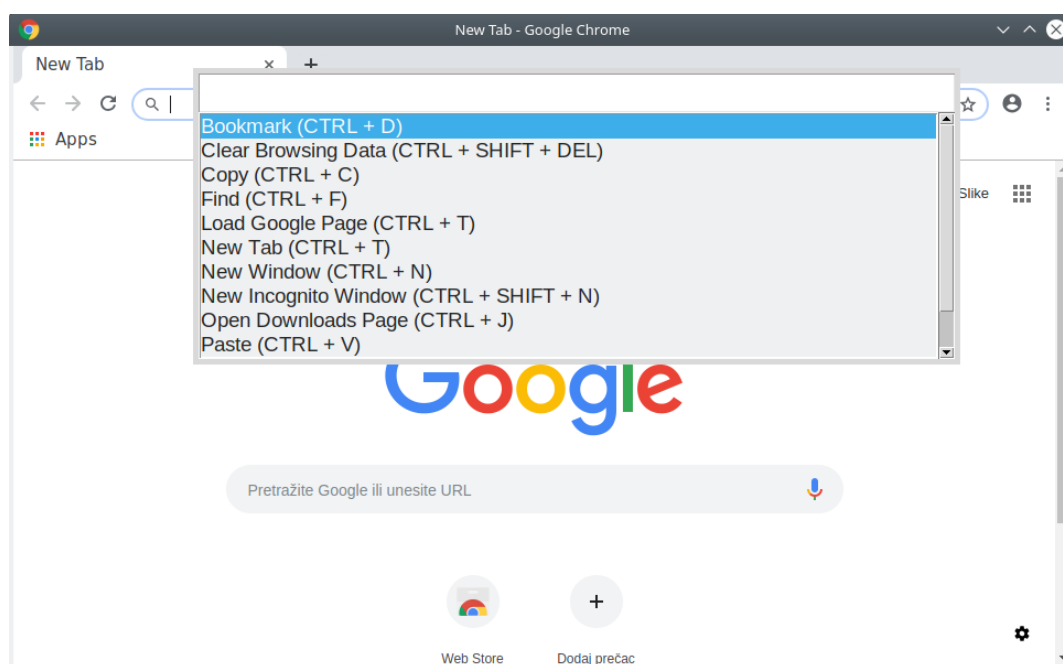 New Tab - Google Chrome
New Tab
Apps
Bookmark (CTRL + D)
Clear Browsing Data (CTRL + SHIFT + DEL)
Copy (CTRL + C)
Find (CTRL + F)
Load Google Page (CTRL + T)
New Tab (CTRL + T)
New Window (CTRL + N)
New Incognito Window (CTRL + SHIFT + N)
Open Downloads Page (CTRL + J)
Paste (CTRL + V)
Slike
Google
Pretražite Google ili unesite URL
Web Store
Dodaj prečac